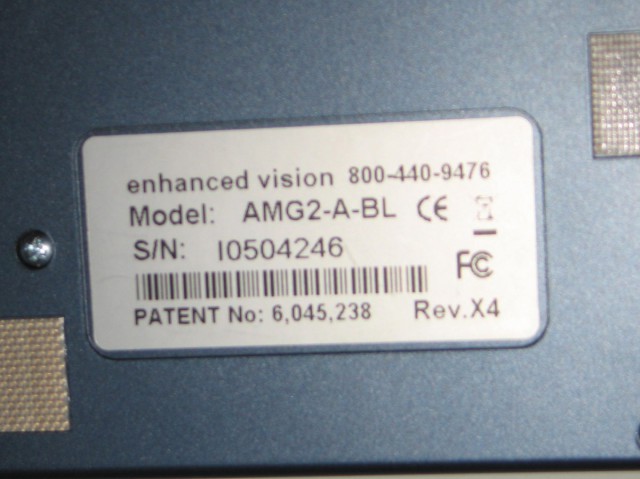 enhanced vision 800-440-9476
Model: AMG2-A-BL CE
S/N: I0504246
FC
PATENT No: 6,045,238 Rev.X4